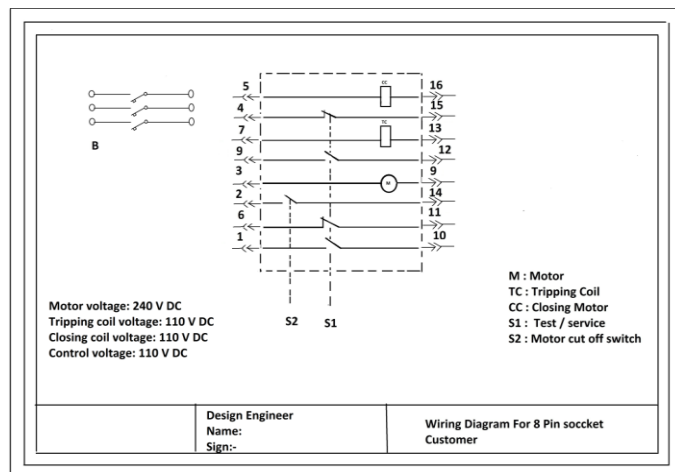 5
CC
16
4
15
7
TC
13
9
12
3
M
9
2
14
6
11
1
10
B
S2
S1
M : Motor
TC : Tripping Coil
CC : Closing Motor
S1 : Test / service
S2 : Motor cut off switch
Motor voltage: 240 V DC
Tripping coil voltage: 110 V DC
Closing coil voltage: 110 V DC
Control voltage: 110 V DC
Design Engineer
Name:
Sign:-
Wiring Diagram For 8 Pin soccket
Customer